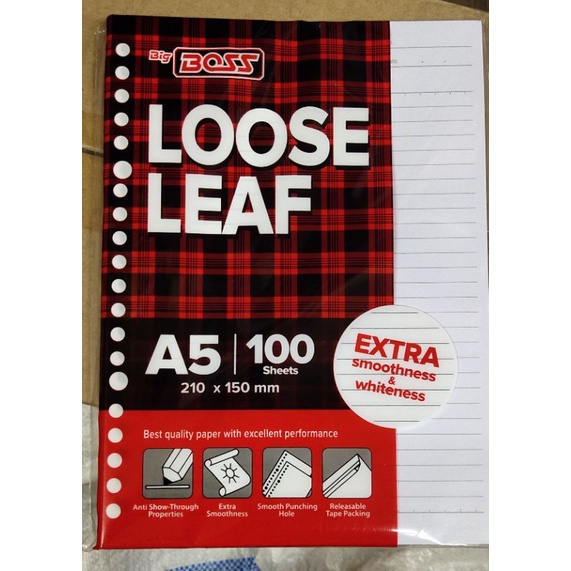 Big BOSS
LOOSE
LEAF
A5 | 100
Sheets
210 x 150 mm
EXTRA
smoothness
&
whiteness
Best quality paper with excellent performance
Anti Show-Through
Properties
Extra
Smoothness
Smooth Punching
Hole
Releasable
Tape Packing